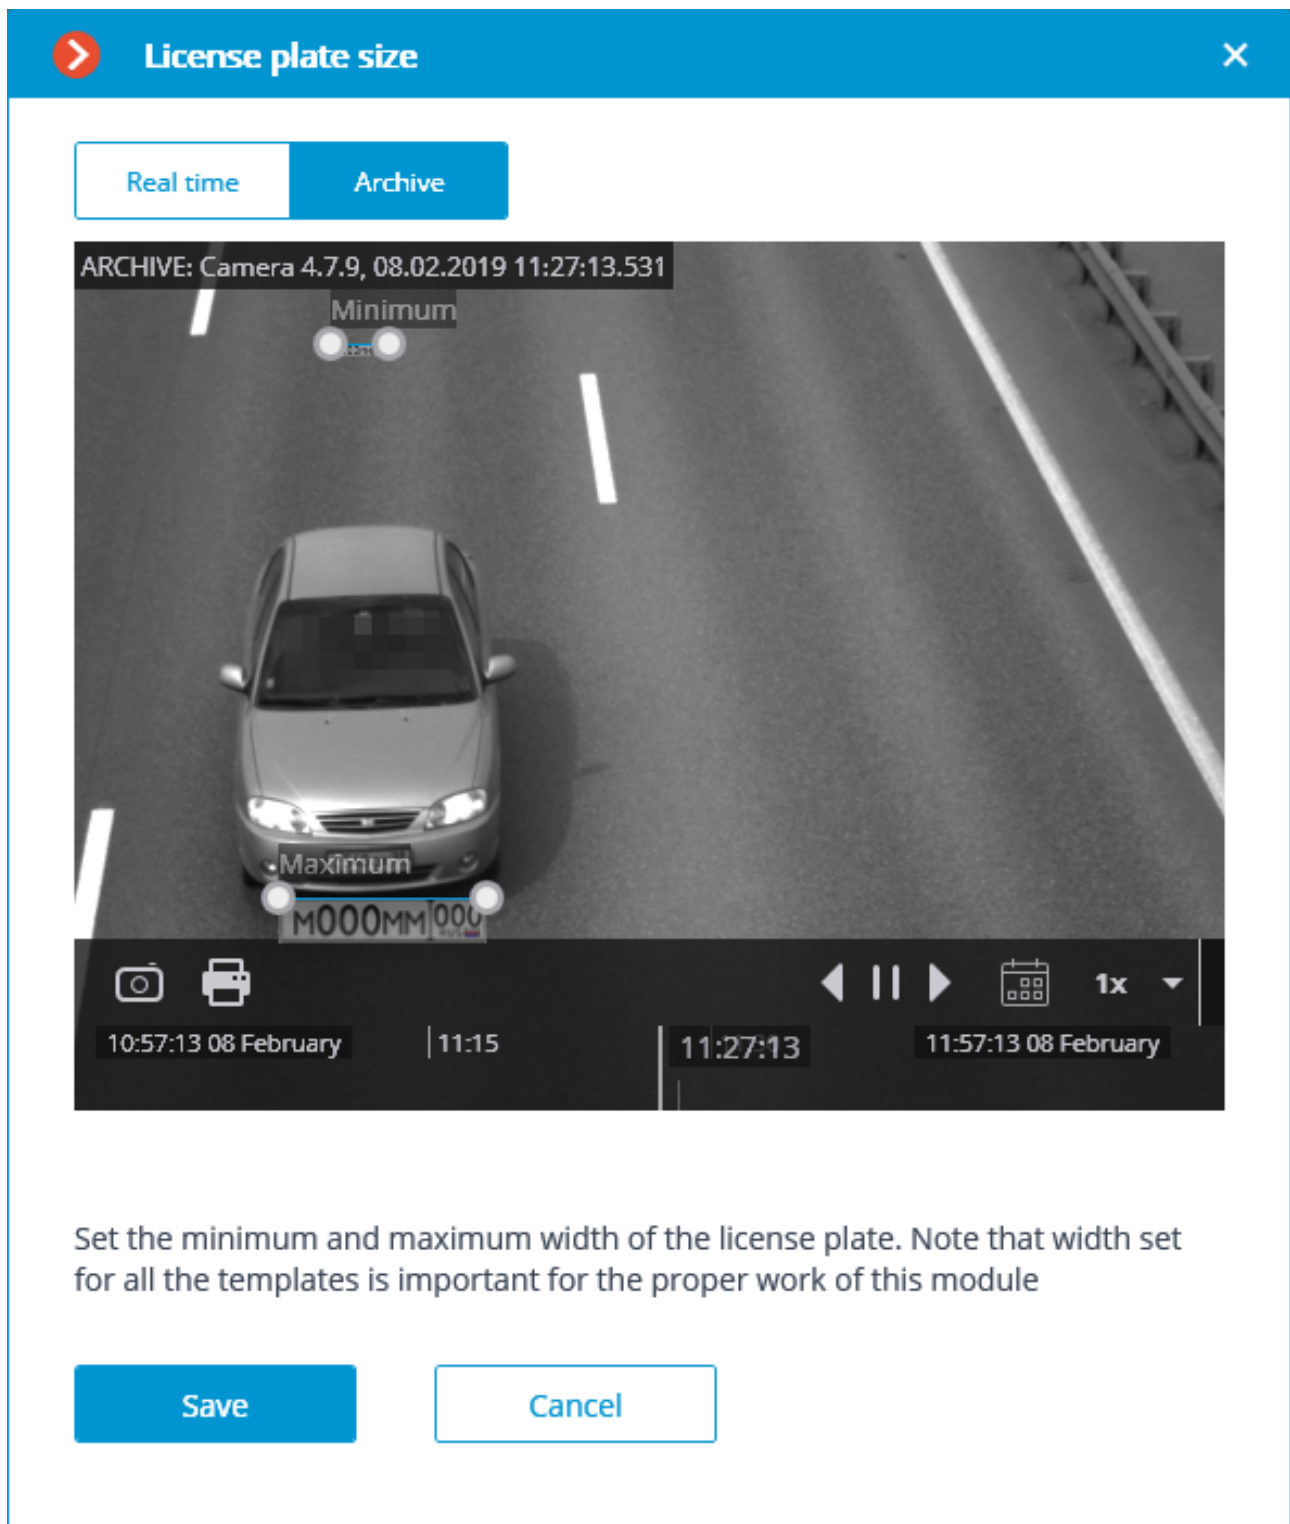 License plate size
Real time
Archive
ARCHIVE: Camera 4.7.9, 08.02.2019 11:27:13.531
Minimum
Maximum
M000MM 000
RUS
1x
10:57:13 08 February
11:15
11:27:13
11:57:13 08 February
Set the minimum and maximum width of the license plate. Note that width set
for all the templates is important for the proper work of this module
Save
Cancel